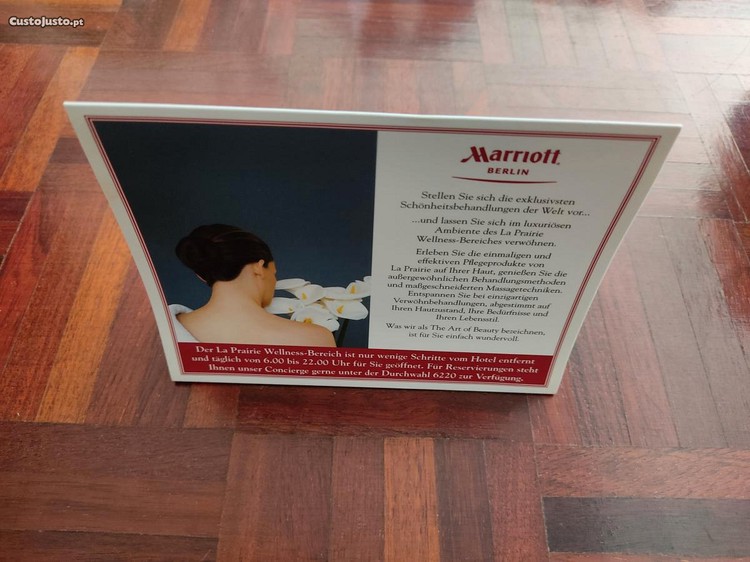 CustoJusto.pt
Marriott.
BERLIN
Stellen Sie sich die exklusivsten
Schönheitsbehandlungen der Welt vor...
...und lassen Sie sich im luxuriösen
Ambiente des La Prairie
Wellness-Bereiches verwöhnen.
Erleben Sie die einmaligen und
effektiven Pflegeprodukte von
La Prairie auf Ihrer Haut, genießen Sie die
außergewöhnlichen Behandlungsmethoden
und maßgeschneiderten Massagetechniken.
Entspannen Sie bei einzigartigen
Verwöhnbehandlungen, abgestimmt auf
Ihren Hautzustand, Ihre Bedürfnisse und
Ihren Lebensstil.
Was wir als The Art of Beauty bezeichnen,
ist für Sie einfach wundervoll.
Der La Prairie Wellness-Bereich ist nur wenige Schritte vom Hotel entfernt
und täglich von 6.00 bis 22.00 Uhr für Sie geöffnet. Für Reservierungen steht
Ihnen unser Concierge gerne unter der Durchwahl 6220 zur Verfügung.